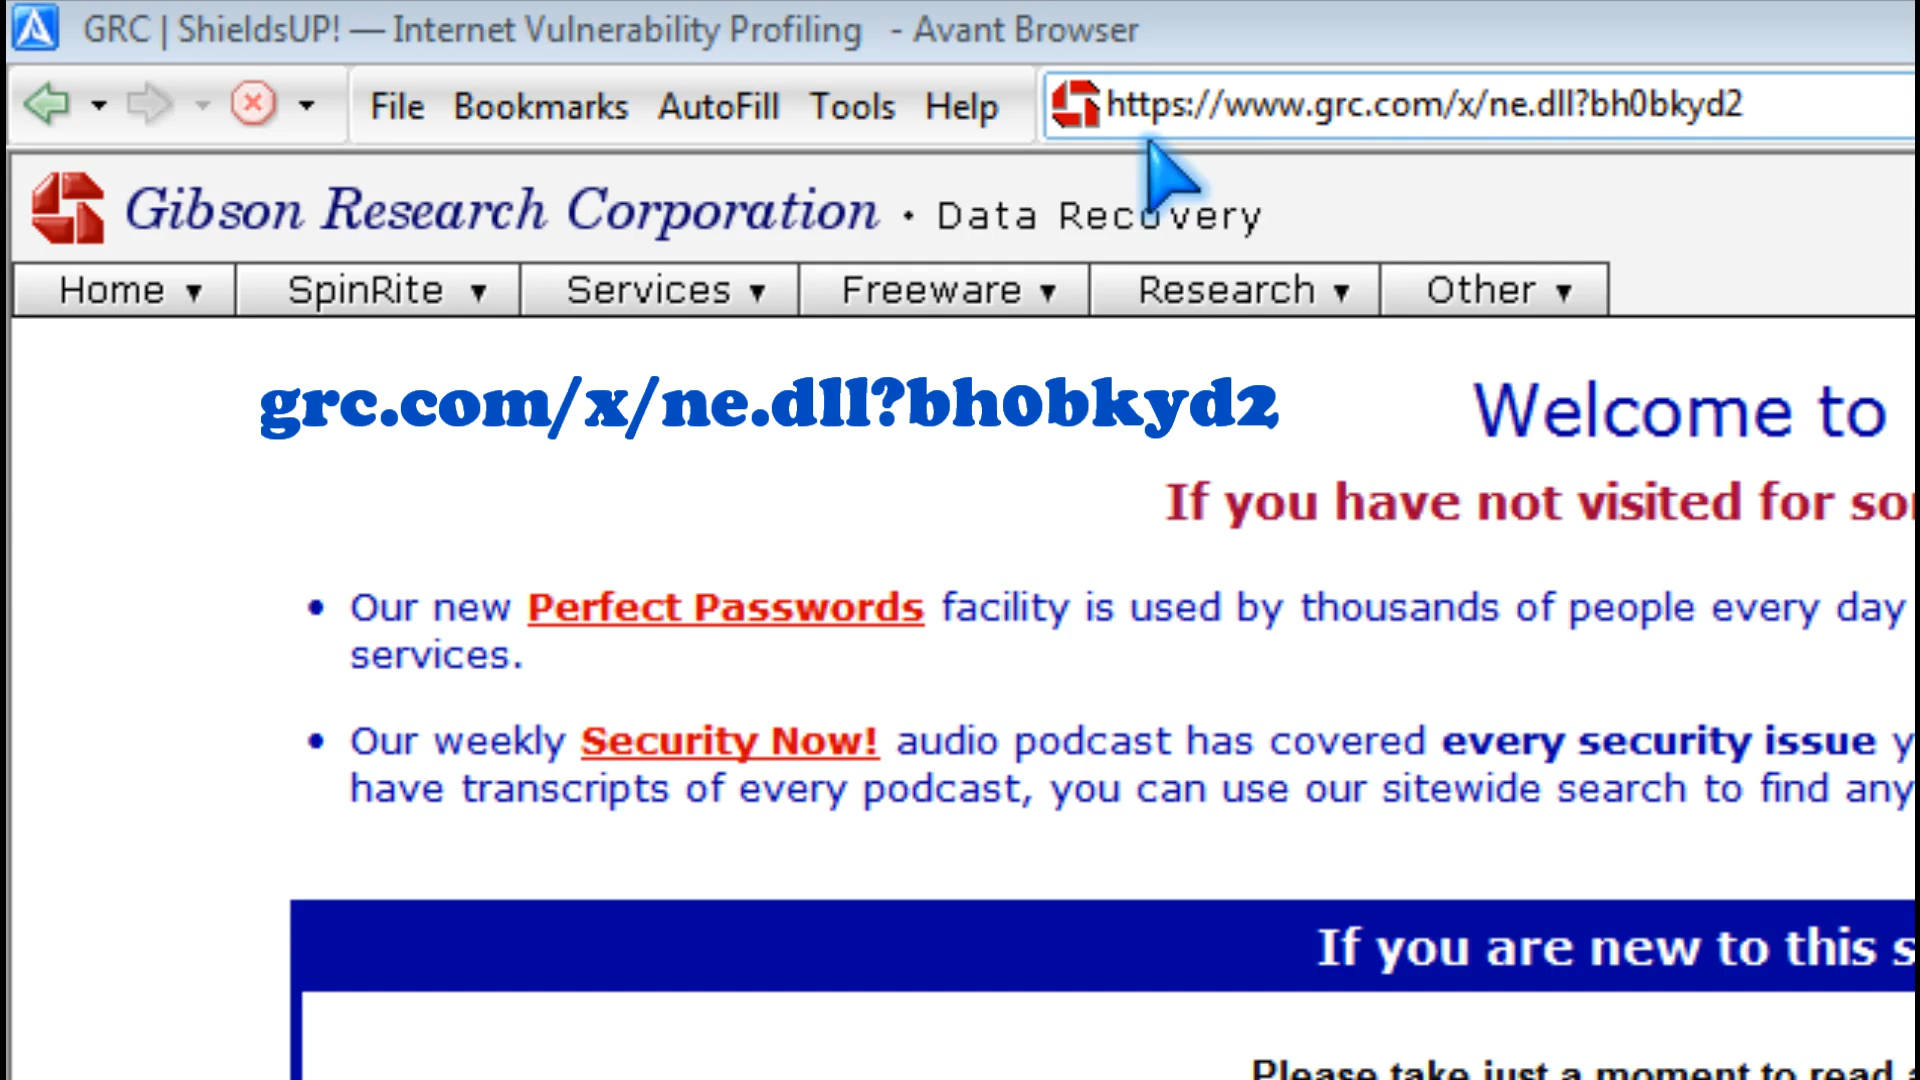 GRC | ShieldsUP! — Internet Vulnerability Profiling - Avant Browser
File Bookmarks AutoFill Tools Help https://www.grc.com/x/ne.dll?bh0bkyd2
Gibson Research Corporation · Data Recovery
Home ▾ SpinRite ▾ Services ▾ Freeware ▾ Research ▾ Other ▾
grc.com/x/ne.dll?bh0bkyd2 Welcome to
If you have not visited for
• Our new Perfect Passwords facility is used by thousands of people every day
services.
• Our weekly Security Now! audio podcast has covered every security issue
have transcripts of every podcast, you can use our sitewide search to find any
If you are new to this
Please take just a moment to read